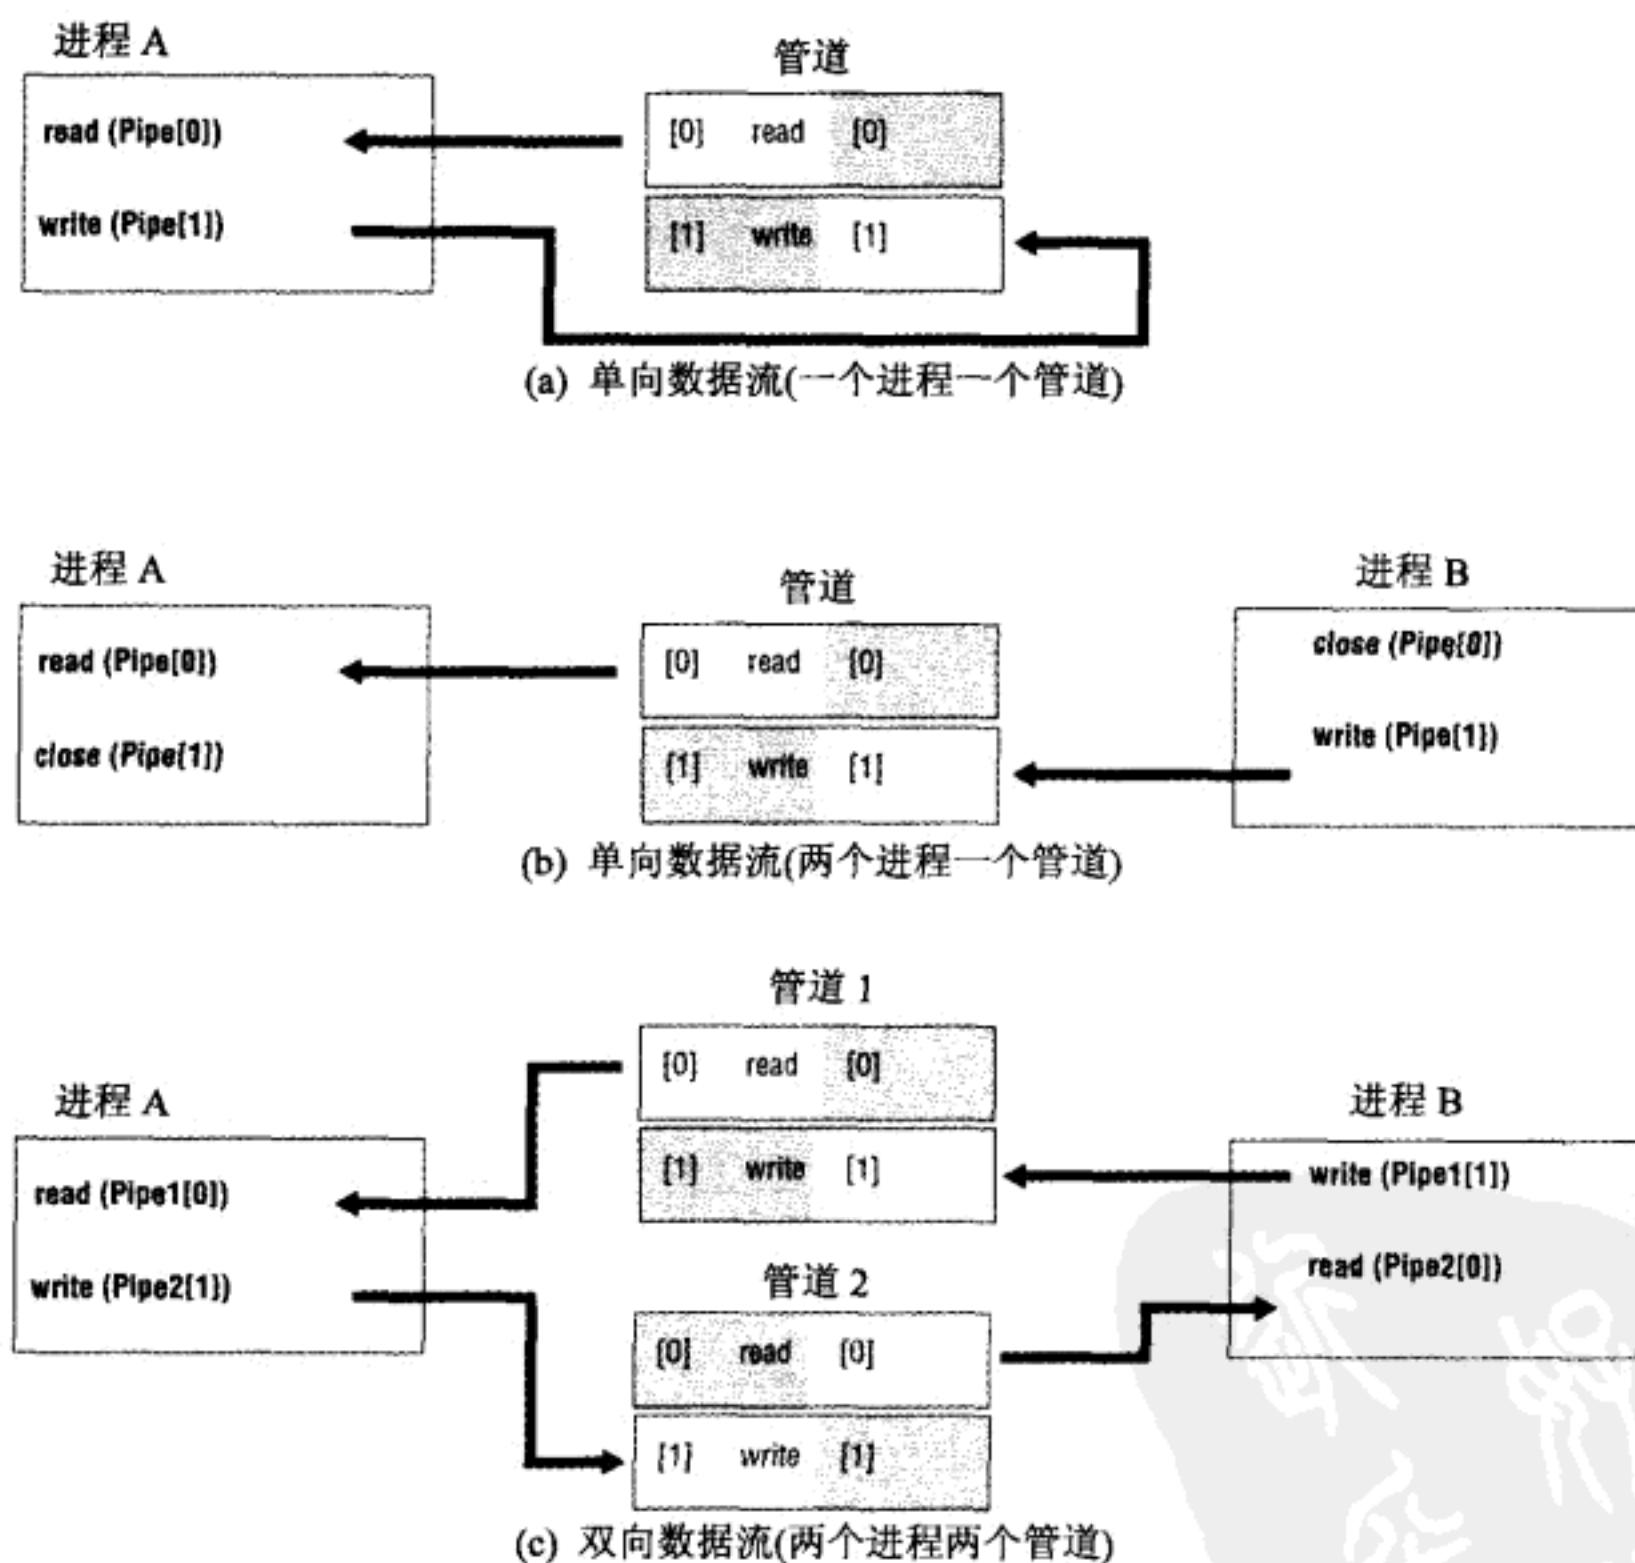 进程 A
管道
read (Pipe[0])
[0] read [0]
write (Pipe[1])
[1] write [1]
(a) 单向数据流(一个进程一个管道)
进程 A
管道
进程 B
read (Pipe[0])
[0] read [0]
close (Pipe[0])
close (Pipe[1])
[1] write [1]
write (Pipe[1])
(b) 单向数据流(两个进程一个管道)
管道 1
[0] read [0]
进程 A
进程 B
read (Pipe1[0])
[1] write [1]
write (Pipe1[1])
write (Pipe2[1])
管道 2
read (Pipe2[0])
[0] read [0]
[1] write [1]
(c) 双向数据流(两个进程两个管道)